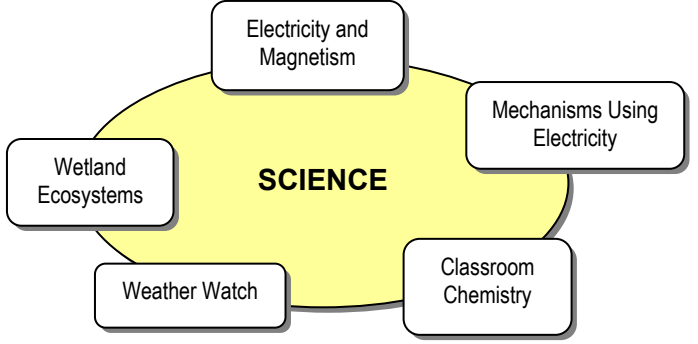 Electricity and
Magnetism
Mechanisms Using
Electricity
Wetland
Ecosystems
SCIENCE
Weather Watch
Classroom
Chemistry